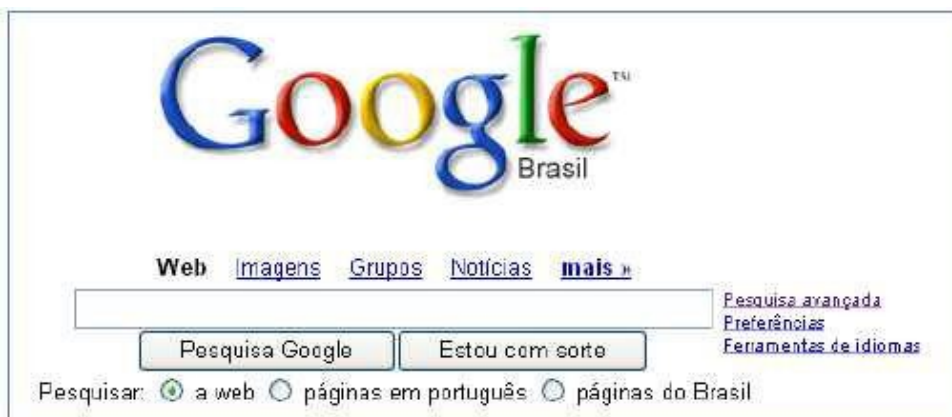 Google™
Brasil
Web Imagens Grupos Notícias mais »
Pesquisa avançada
Preferências
Ferramentas de idiomas
Pesquisa Google Estou com sorte
Pesquisar: a web páginas em português páginas do Brasil